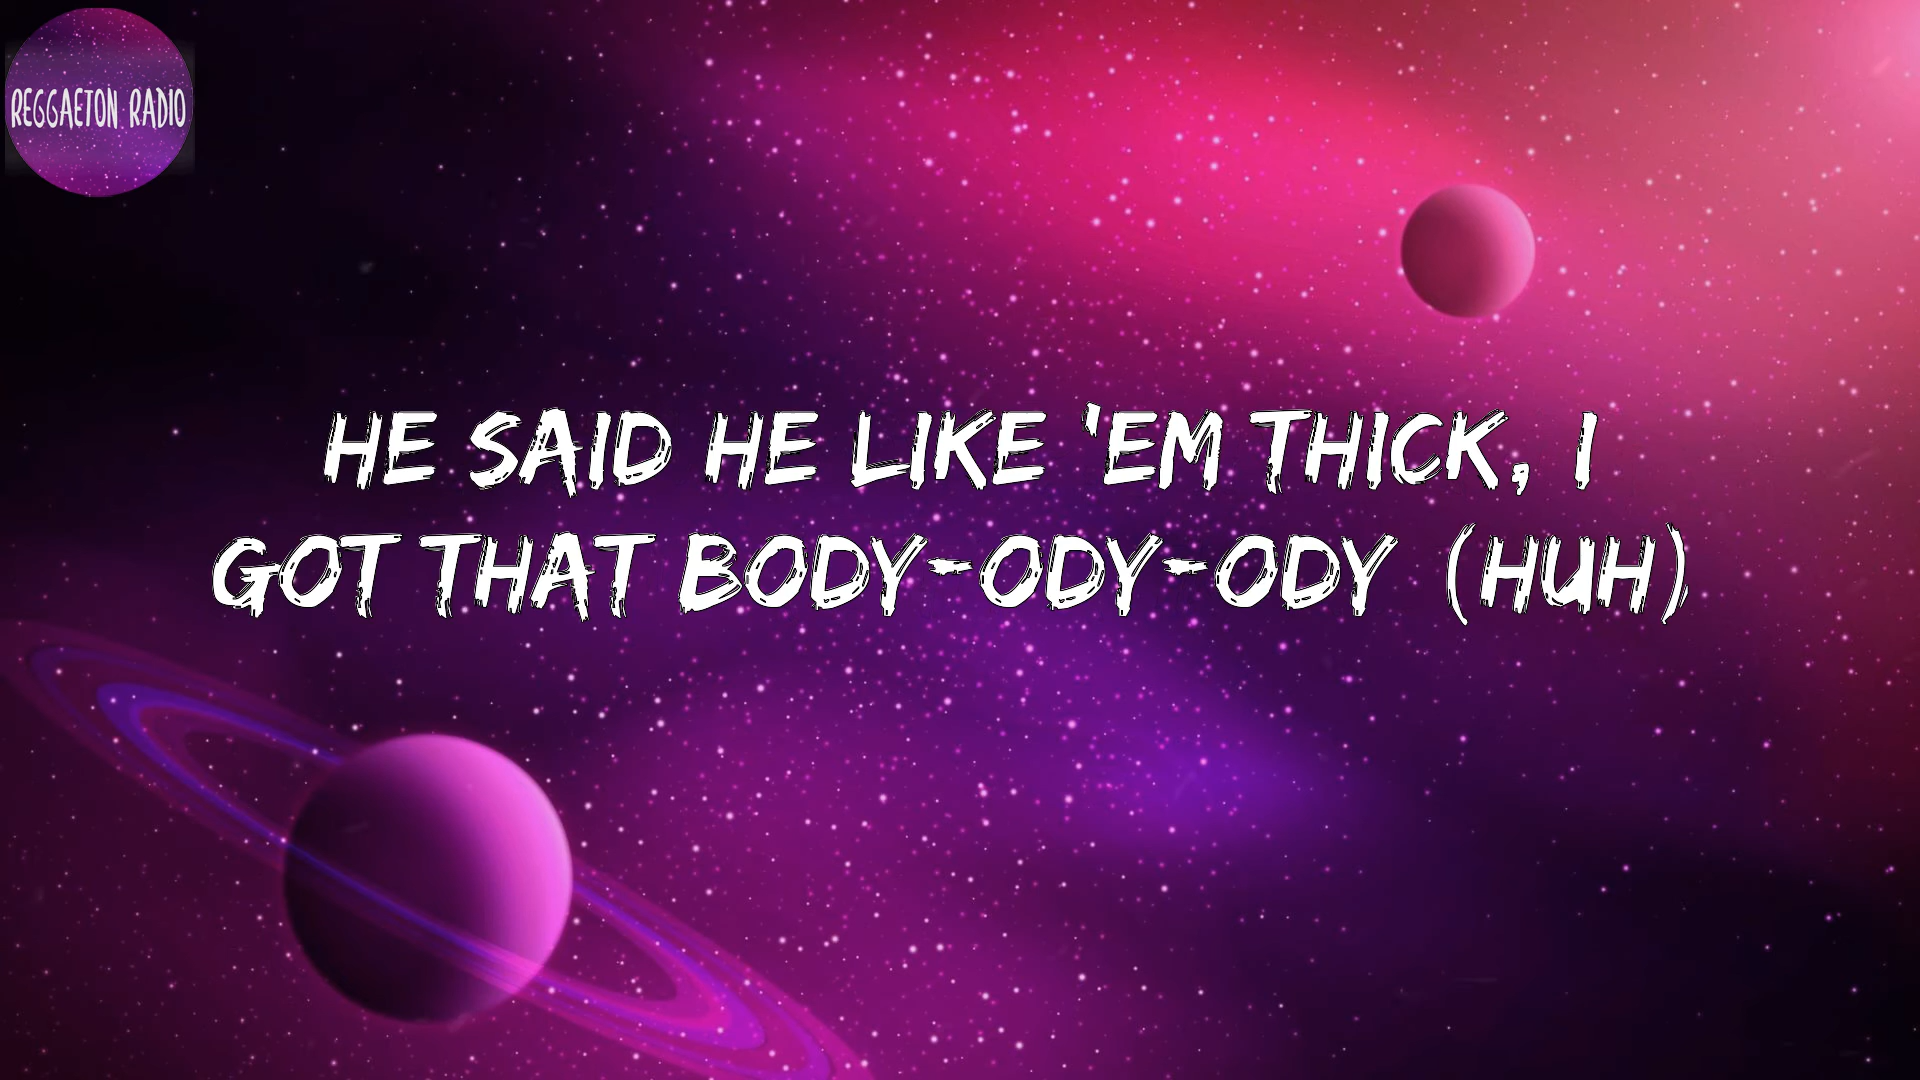 REGGAETON RADIO
HE SAID HE LIKE 'EM THICK, I
GOT THAT BODY-ODY-ODY (HUH)